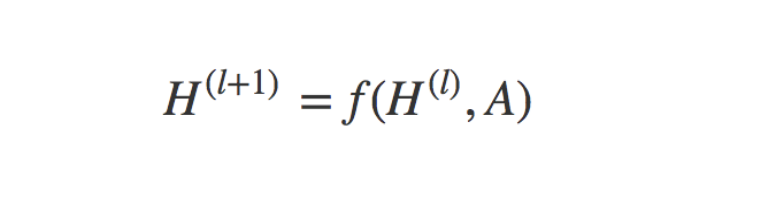 H^{(l+1)} = f(H^{(l)}, A)